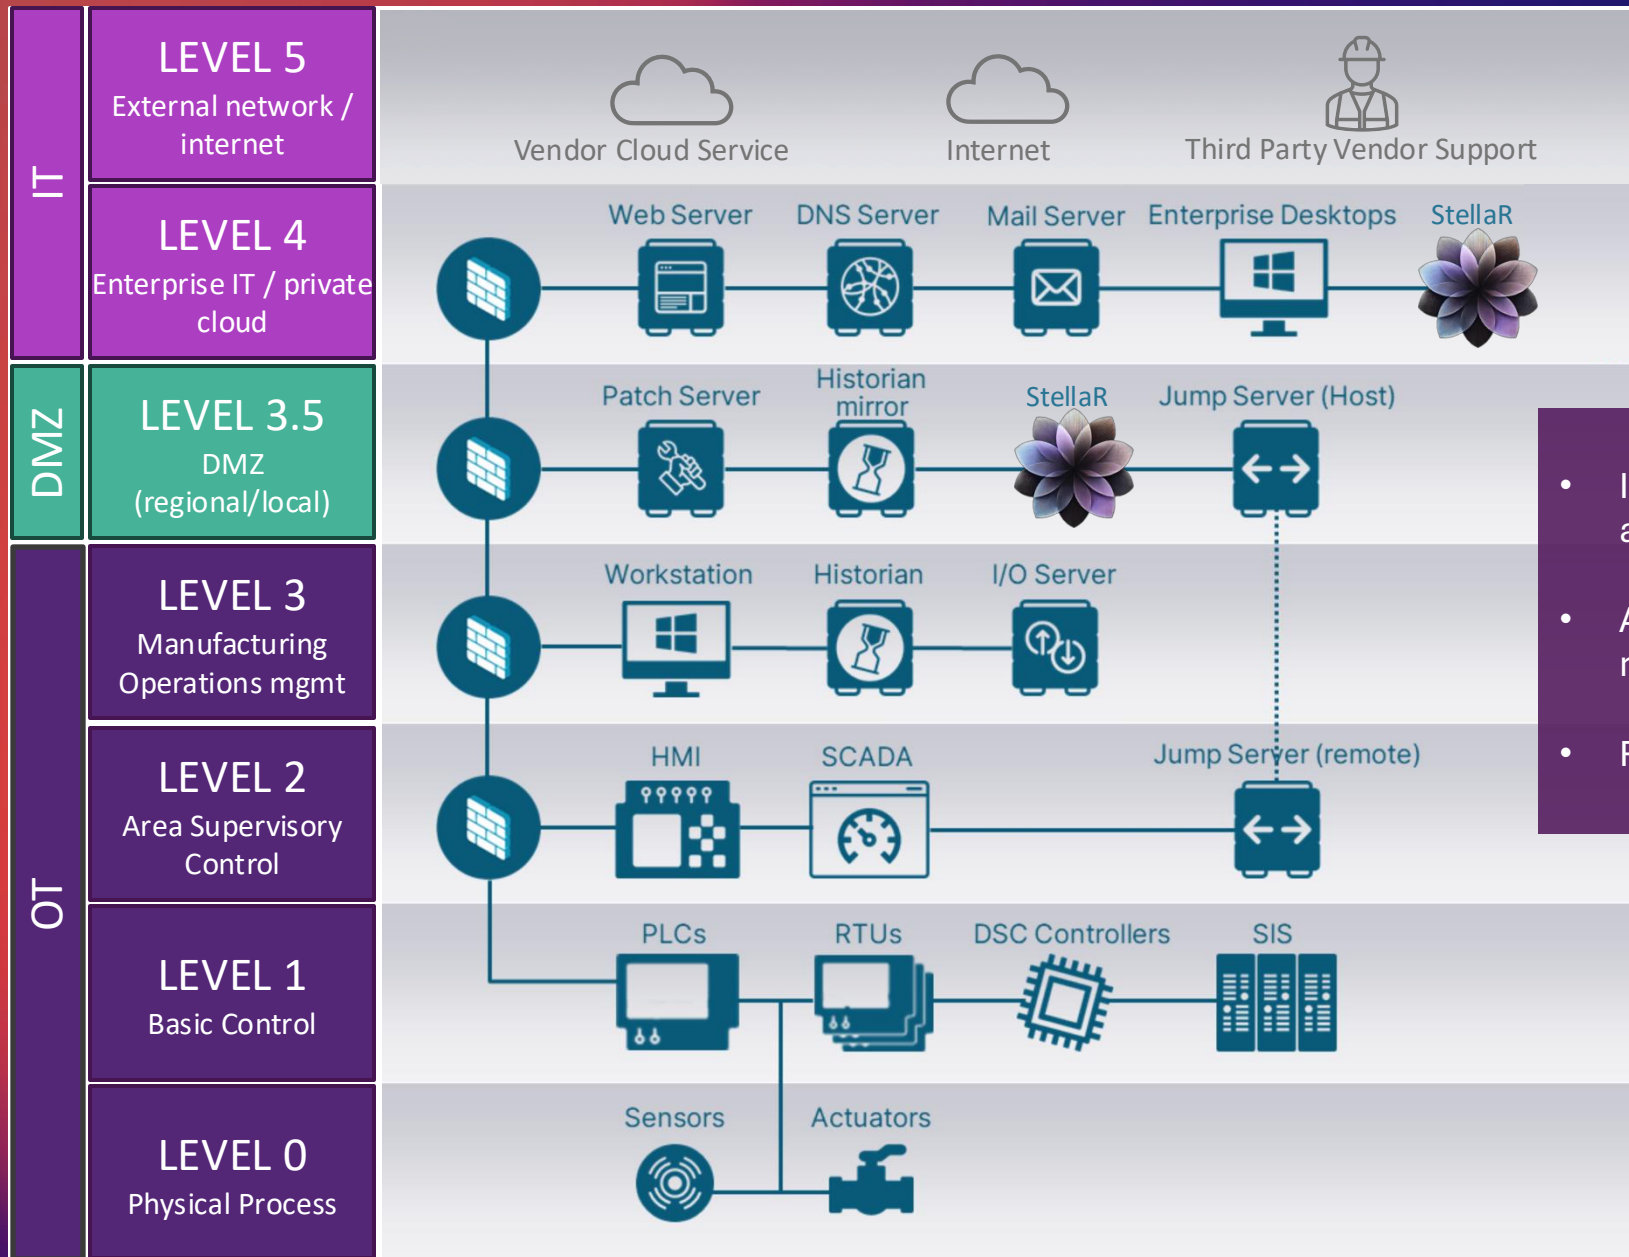 IT
LEVEL 5
External network /
internet
Vendor Cloud Service
Internet
Third Party Vendor Support
LEVEL 4
Enterprise IT / private
cloud
Web Server
DNS Server
Mail Server
Enterprise Desktops
StellaR
DMZ
LEVEL 3.5
DMZ
(regional/local)
Patch Server
Historian
mirror
StellaR
Jump Server (Host)
OT
LEVEL 3
Manufacturing
Operations mgmt
Workstation
Historian
I/O Server
LEVEL 2
Area Supervisory
Control
HMI
SCADA
Jump Server (remote)
LEVEL 1
Basic Control
PLCs
RTUs
DSC Controllers
SIS
LEVEL 0
Physical Process
Sensors
Actuators